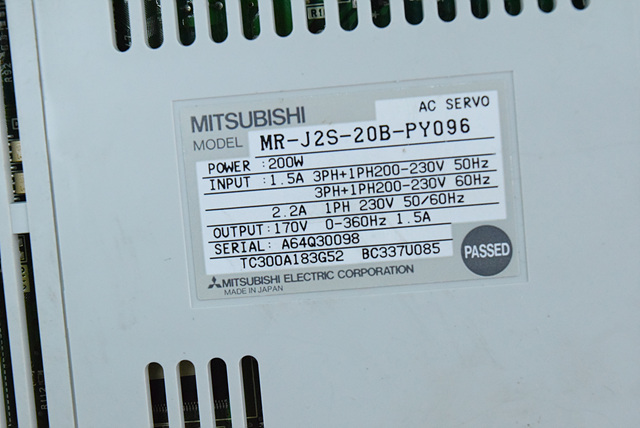 R1
AC SERVO
MITSUBISHI
MODEL MR-J2S-20B-PY096
POWER :200W
INPUT :1.5A 3PH+1PH200-230V 50Hz
3PH+1PH200-230V 60Hz
2.2A 1PH 230V 50/60Hz
OUTPUT:170V 0-360Hz 1.5A
SERIAL: A64Q30098
TC300A183G52 BC337U085
PASSED
MITSUBISHI ELECTRIC CORPORATION
MADE IN JAPAN